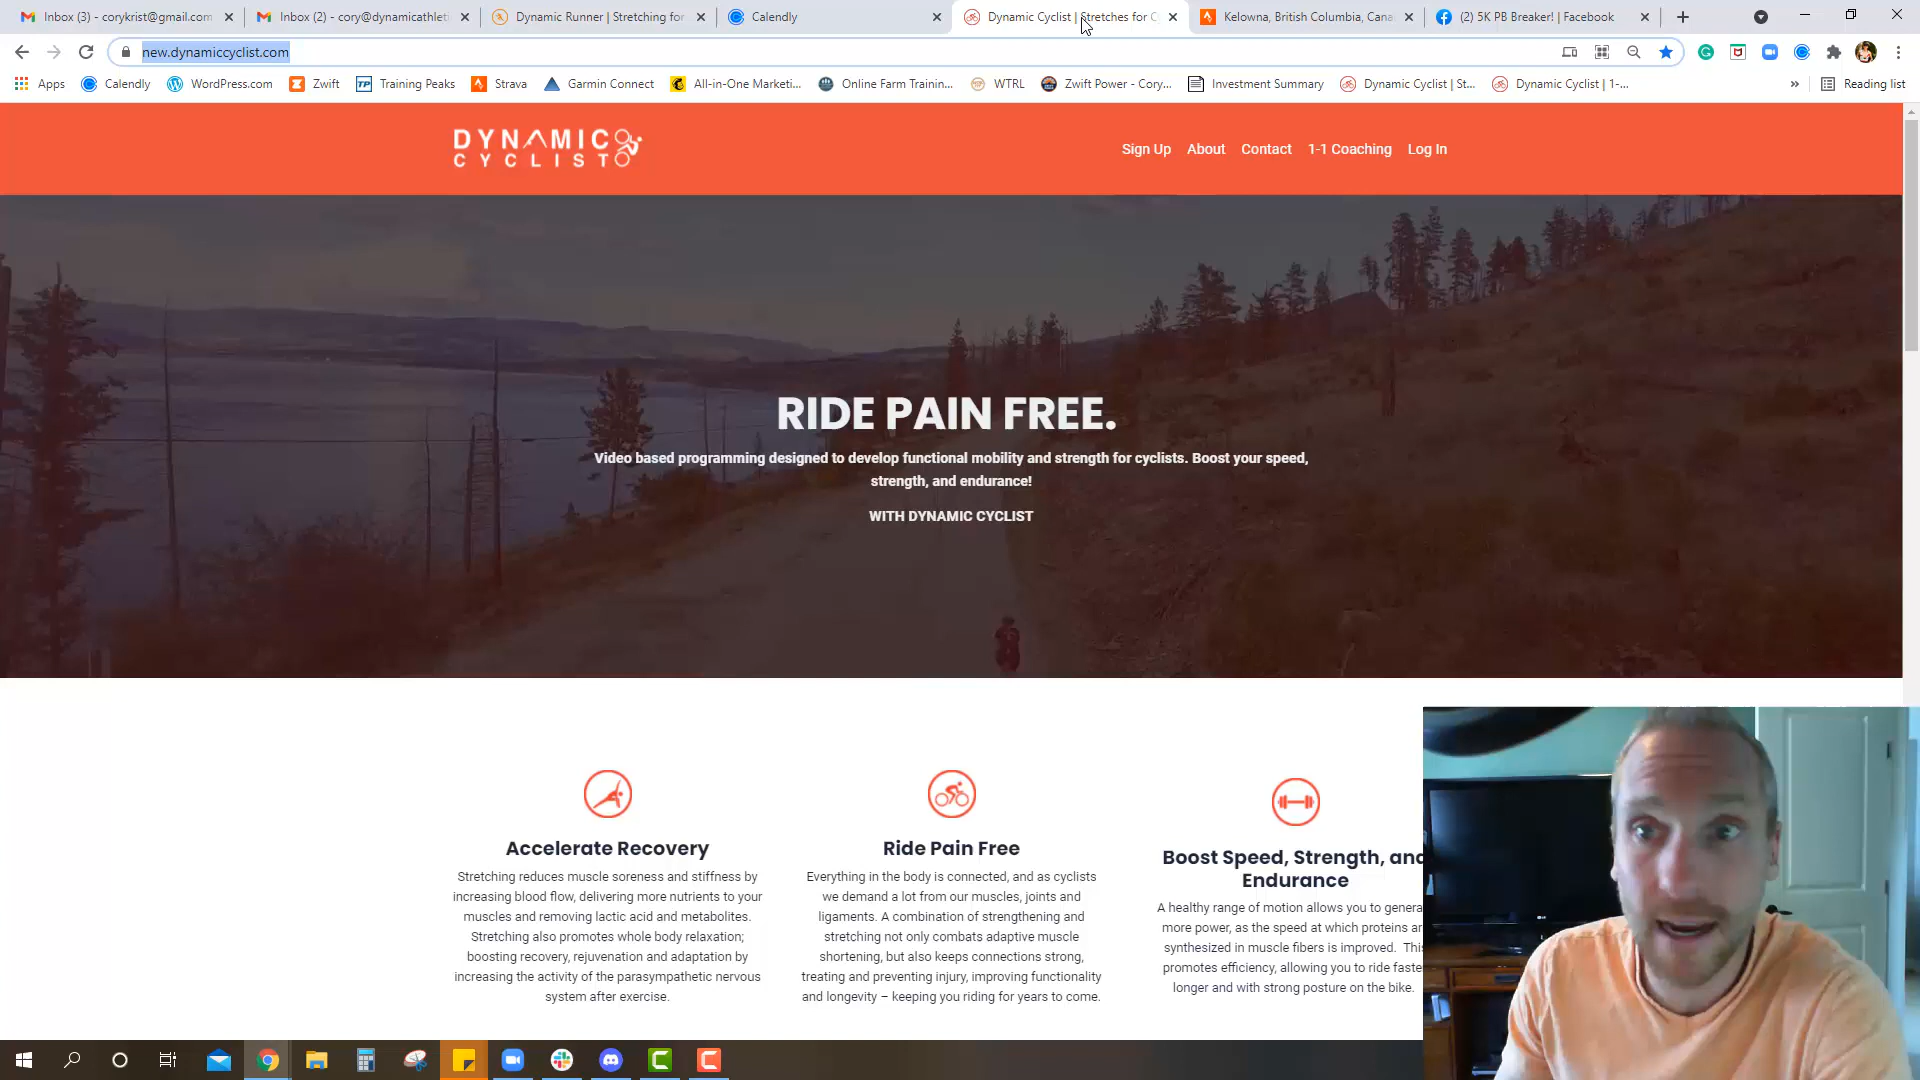 Inbox (3) - corykrist@gmail.com
Inbox (2) - cory@dynamicathleti
Dynamic Runner | Stretching for
Calendly
Dynamic Cyclist | Stretches for C
Kelowna, British Columbia, Cana
(2) 5K PB Breaker! | Facebook
new.dynamiccyclist.com
Apps
Calendly
WordPress.com
Zwift
TP Training Peaks
Strava
Garmin Connect
All-in-One Marketi...
Online Farm Trainin...
WTRL
Zwift Power - Cory...
Investment Summary
Dynamic Cyclist | St...
Dynamic Cyclist | 1-...
»
Reading list
DYNAMIC
CYCLIST
Sign Up
About
Contact
1-1 Coaching
Log In
RIDE PAIN FREE.
Video based programming designed to develop functional mobility and strength for cyclists. Boost your speed,
strength, and endurance!
WITH DYNAMIC CYCLIST
Accelerate Recovery
Stretching reduces muscle soreness and stiffness by
increasing blood flow, delivering more nutrients to your
muscles and removing lactic acid and metabolites.
Stretching also promotes whole body relaxation;
boosting recovery, rejuvenation and adaptation by
increasing the activity of the parasympathetic nervous
system after exercise.
Ride Pain Free
Everything in the body is connected, and as cyclists
we demand a lot from our muscles, joints and
ligaments. A combination of strengthening and
stretching not only combats adaptive muscle
shortening, but also keeps connections strong,
treating and preventing injury, improving functionality
and longevity – keeping you riding for years to come.
Boost Speed, Strength, and
Endurance
A healthy range of motion allows you to genera
more power, as the speed at which proteins ar
synthesized in muscle fibers is improved. This
promotes efficiency, allowing you to ride faste
longer and with strong posture on the bike.